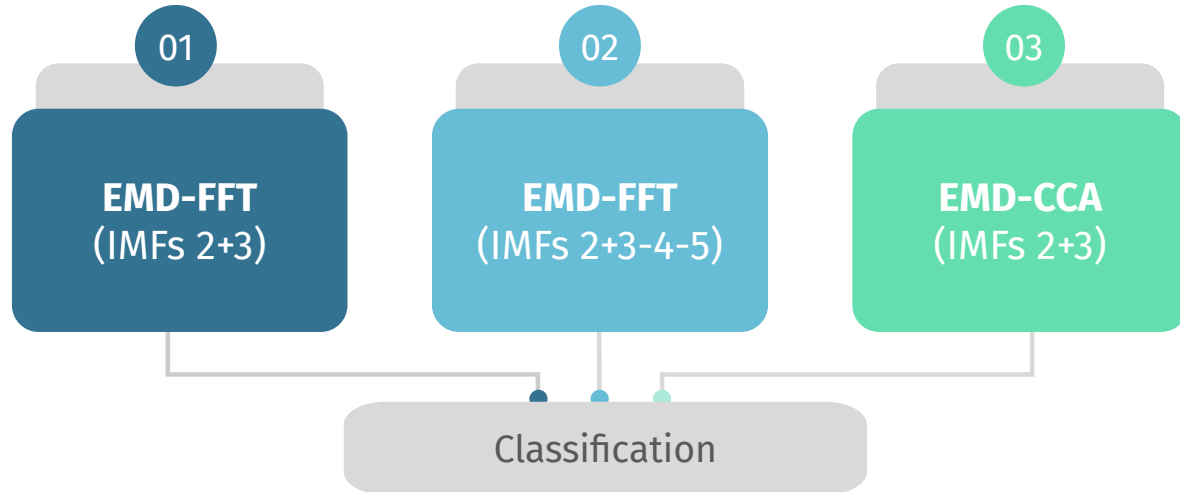 01
EMD-FFT
(IMFs 2+3)
02
EMD-FFT
(IMFs 2+3-4-5)
03
EMD-CCA
(IMFs 2+3)
Classification